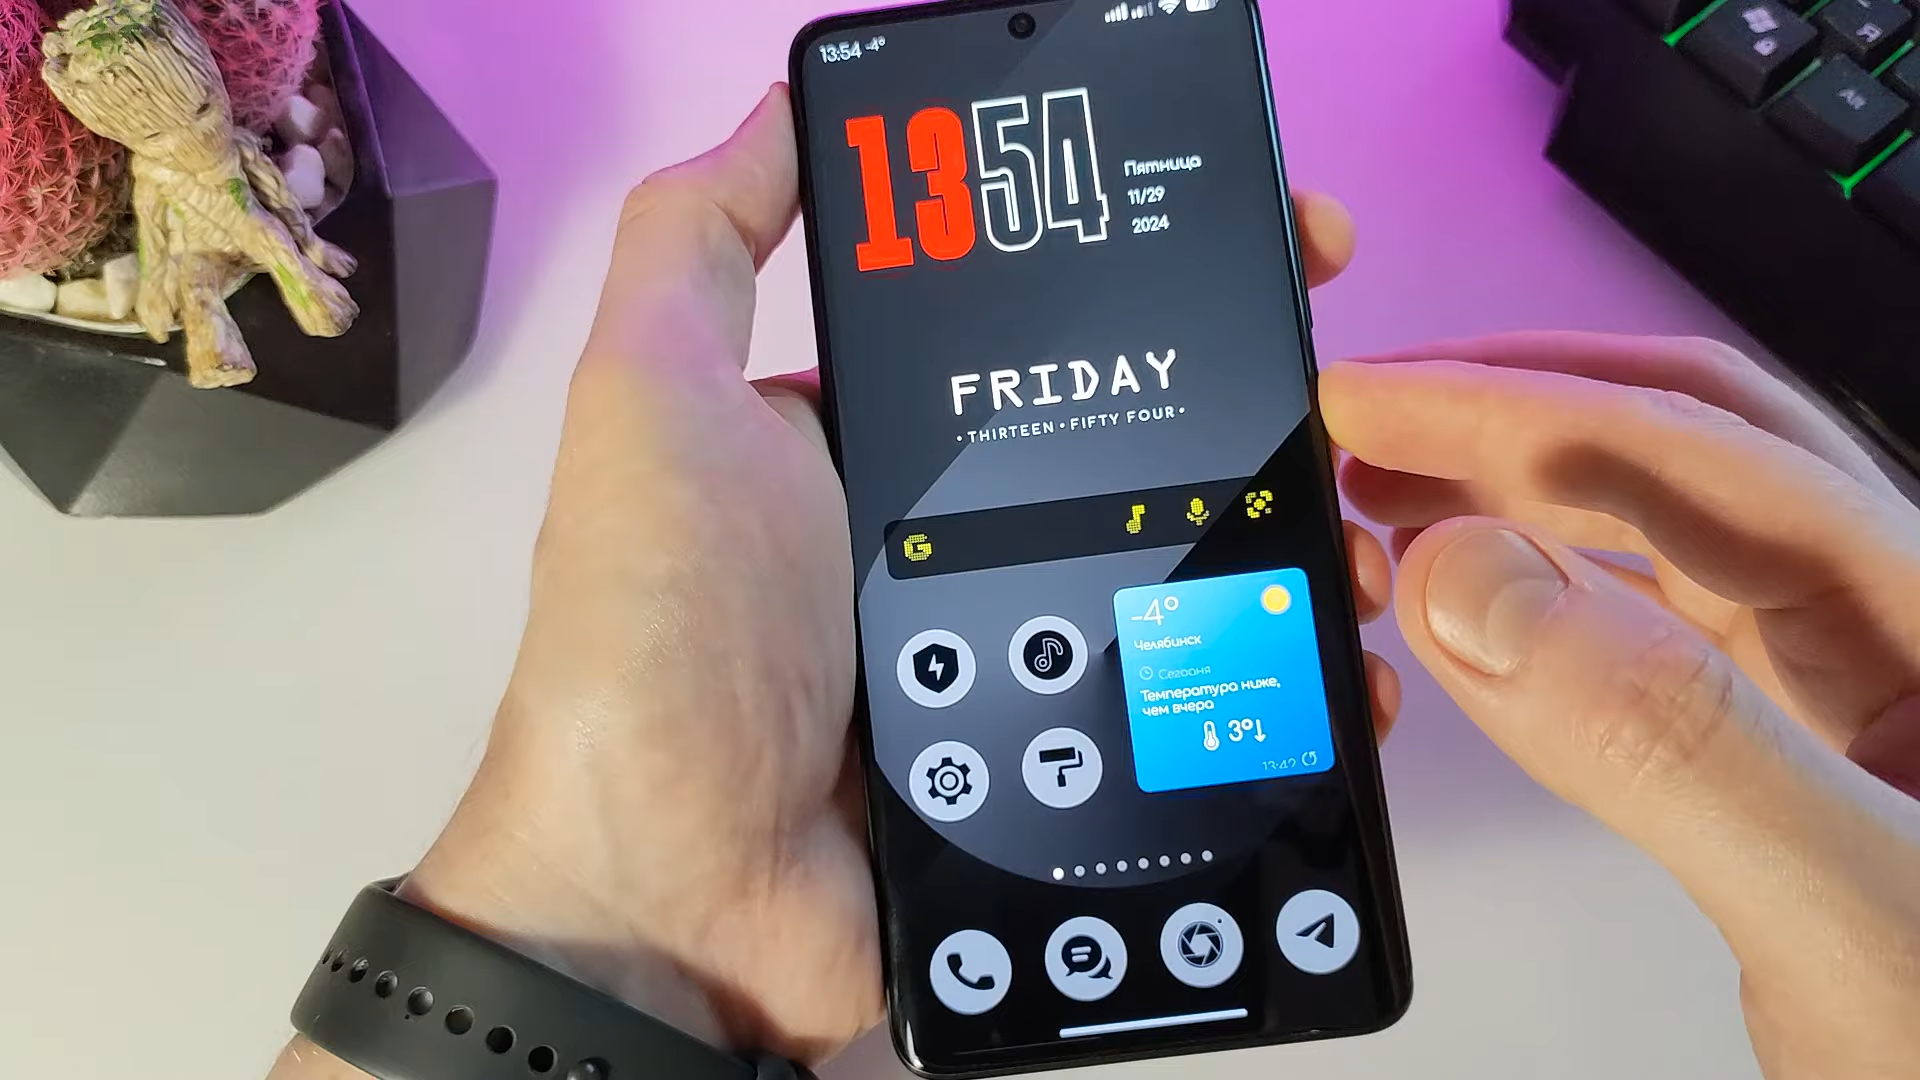 13:54 -4°
1354
Пятница
11/29
2024
FRIDAY
•THIRTEEN•FIFTY FOUR•
G
-4°
Челябинск
Сегодня
Температура ниже,
чем вчера
3°↓
13:42
Я
Alt